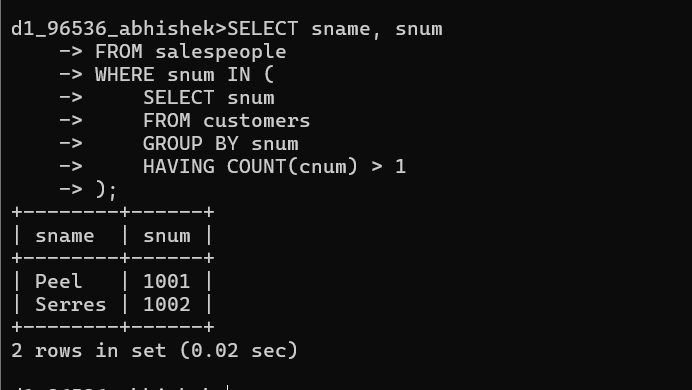 d1_96536_abhishek>SELECT sname, snum
    -> FROM salespeople
    -> WHERE snum IN (
    ->     SELECT snum
    ->     FROM customers
    ->     GROUP BY snum
    ->     HAVING COUNT(cnum) > 1
    -> );
+--------+------+
| sname  | snum |
+--------+------+
| Peel   | 1001 |
| Serres | 1002 |
+--------+------+
2 rows in set (0.02 sec)